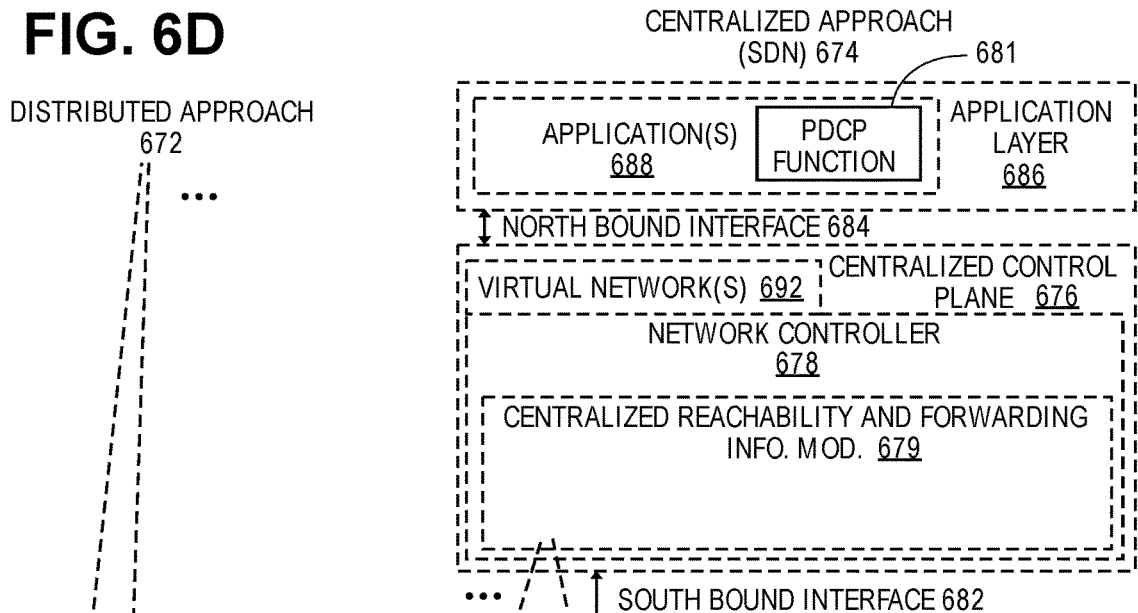 FIG. 6D
CENTRALIZED APPROACH
(SDN) 674
681
DISTRIBUTED APPROACH
672
...
APPLICATION(S)
688
PDCP
FUNCTION
APPLICATION
LAYER
686
NORTH BOUND INTERFACE 684
VIRTUAL NETWORK(S) 692
CENTRALIZED CONTROL
PLANE 676
NETWORK CONTROLLER
678
CENTRALIZED REACHABILITY AND FORWARDING
INFO. MOD. 679
...
SOUTH BOUND INTERFACE 682